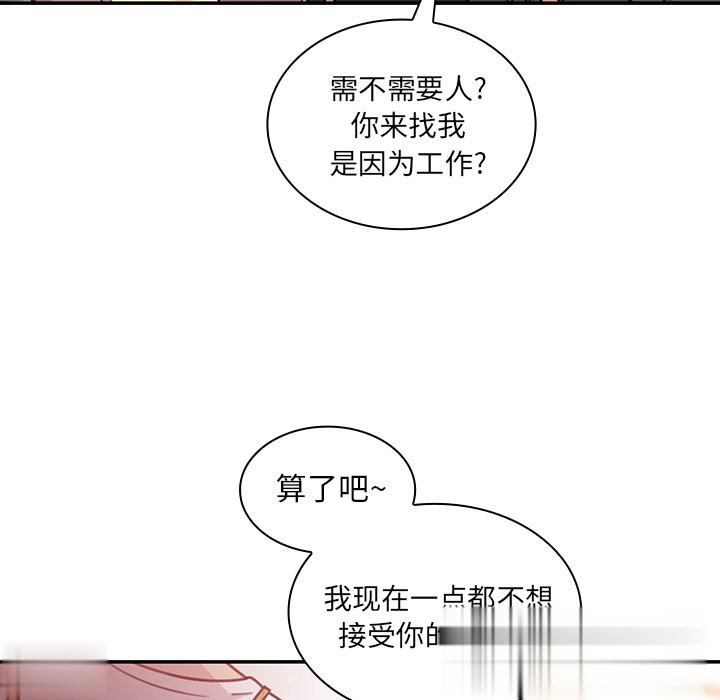 需不需要人?
你来找我
是因为工作?
算了吧~
我现在一点都不想
接受你的